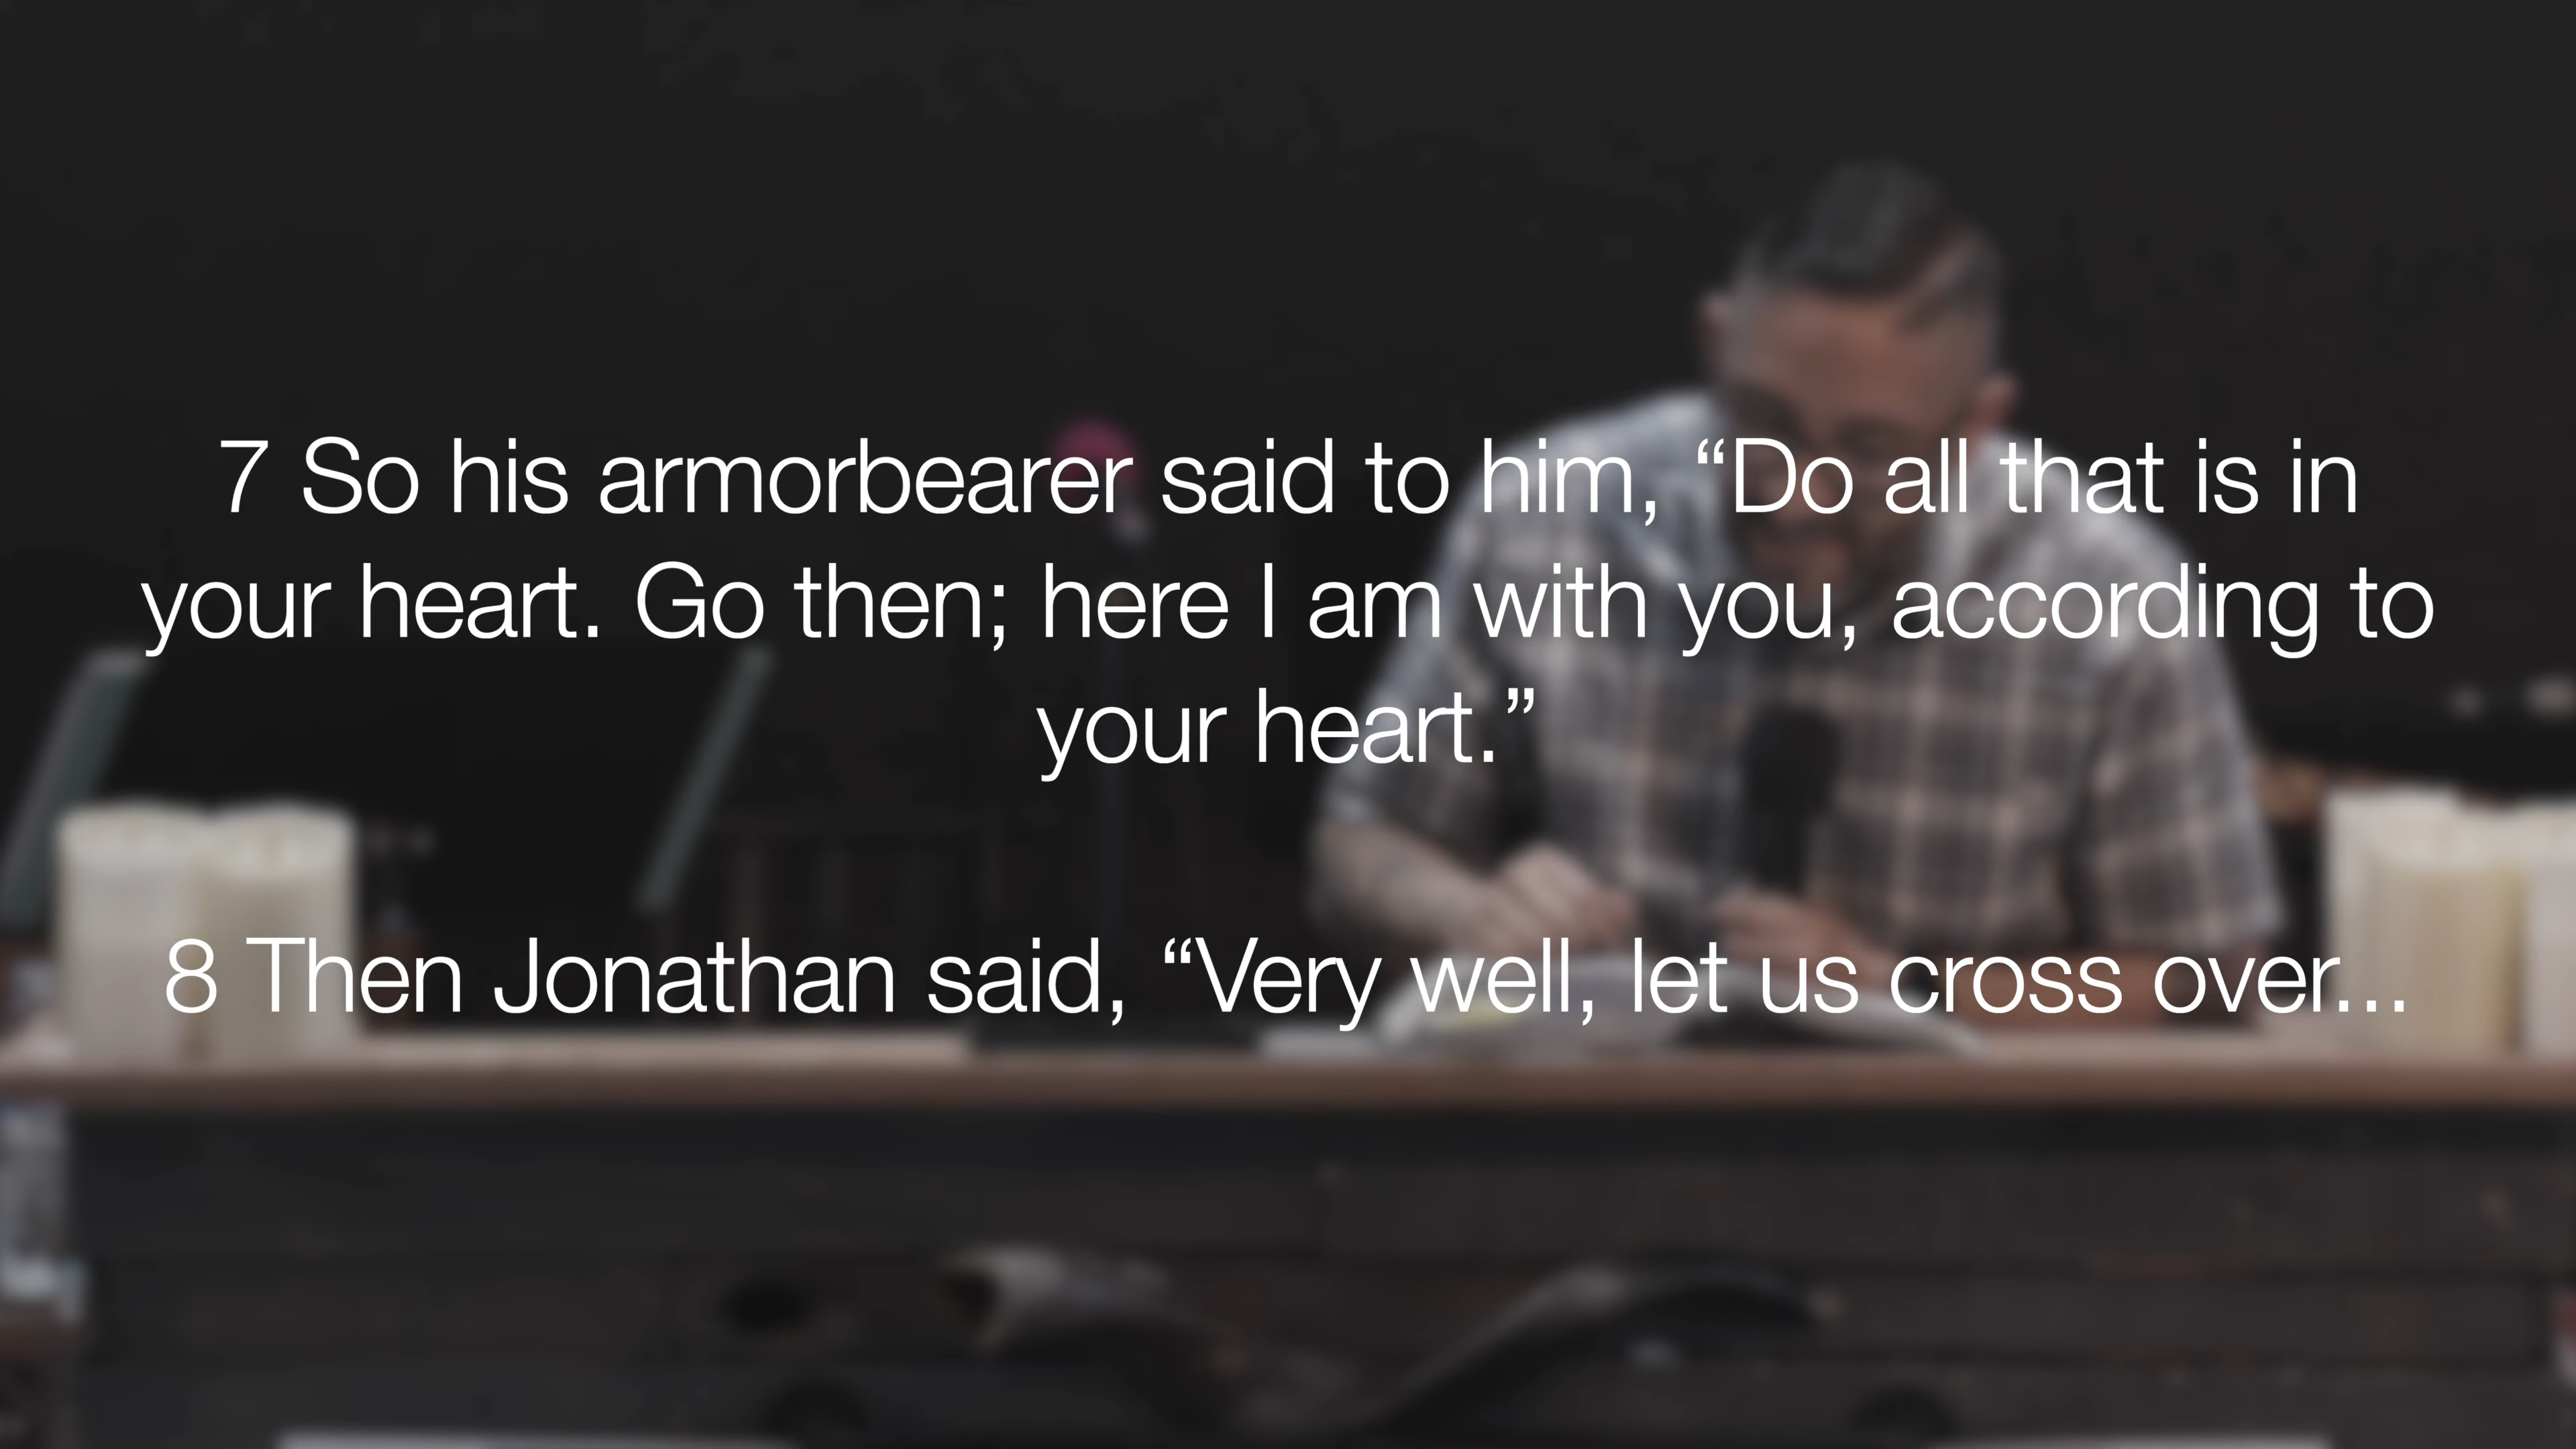 7 So his armorbearer said to him, “Do all that is in
your heart. Go then; here I am with you, according to
your heart.”
8 Then Jonathan said, “Very well, let us cross over…